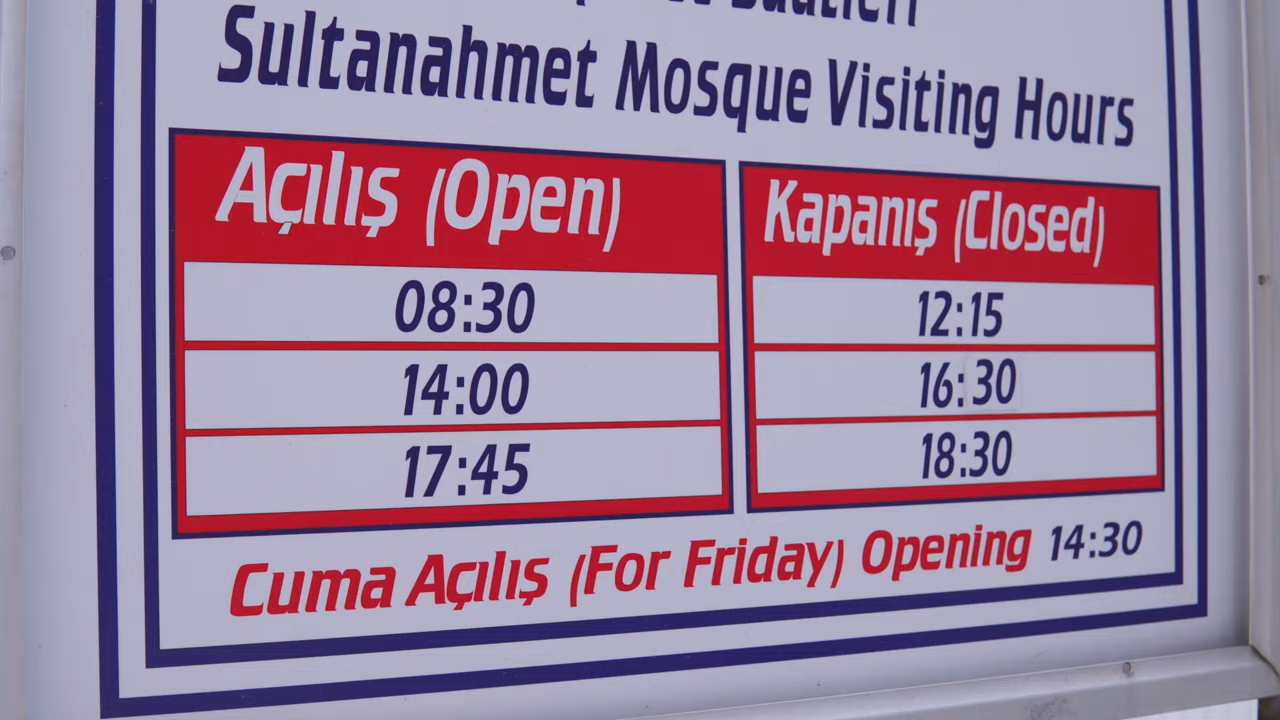 Sultanahmet Mosque Visiting Hours
Açılış (Open) Kapanış (Closed)
08:30 12:15
14:00 16:30
17:45 18:30
Cuma Açılış (For Friday) Opening 14:30